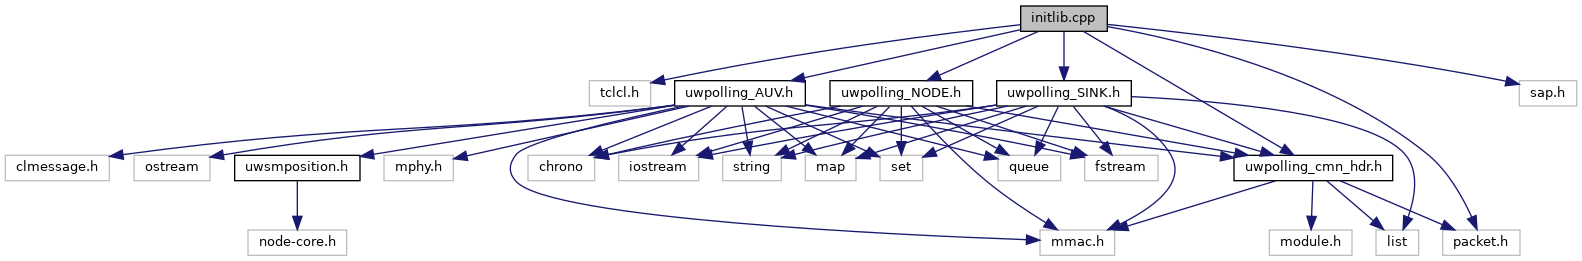 initlib.cpp
tclcl.h
uwpolling_AUV.h
uwpolling_NODE.h
uwpolling_SINK.h
sap.h
clmessage.h
ostream
uwsmposition.h
mphy.h
chrono
iostream
string
map
set
queue
fstream
uwpolling_cmn_hdr.h
node-core.h
mmac.h
module.h
list
packet.h